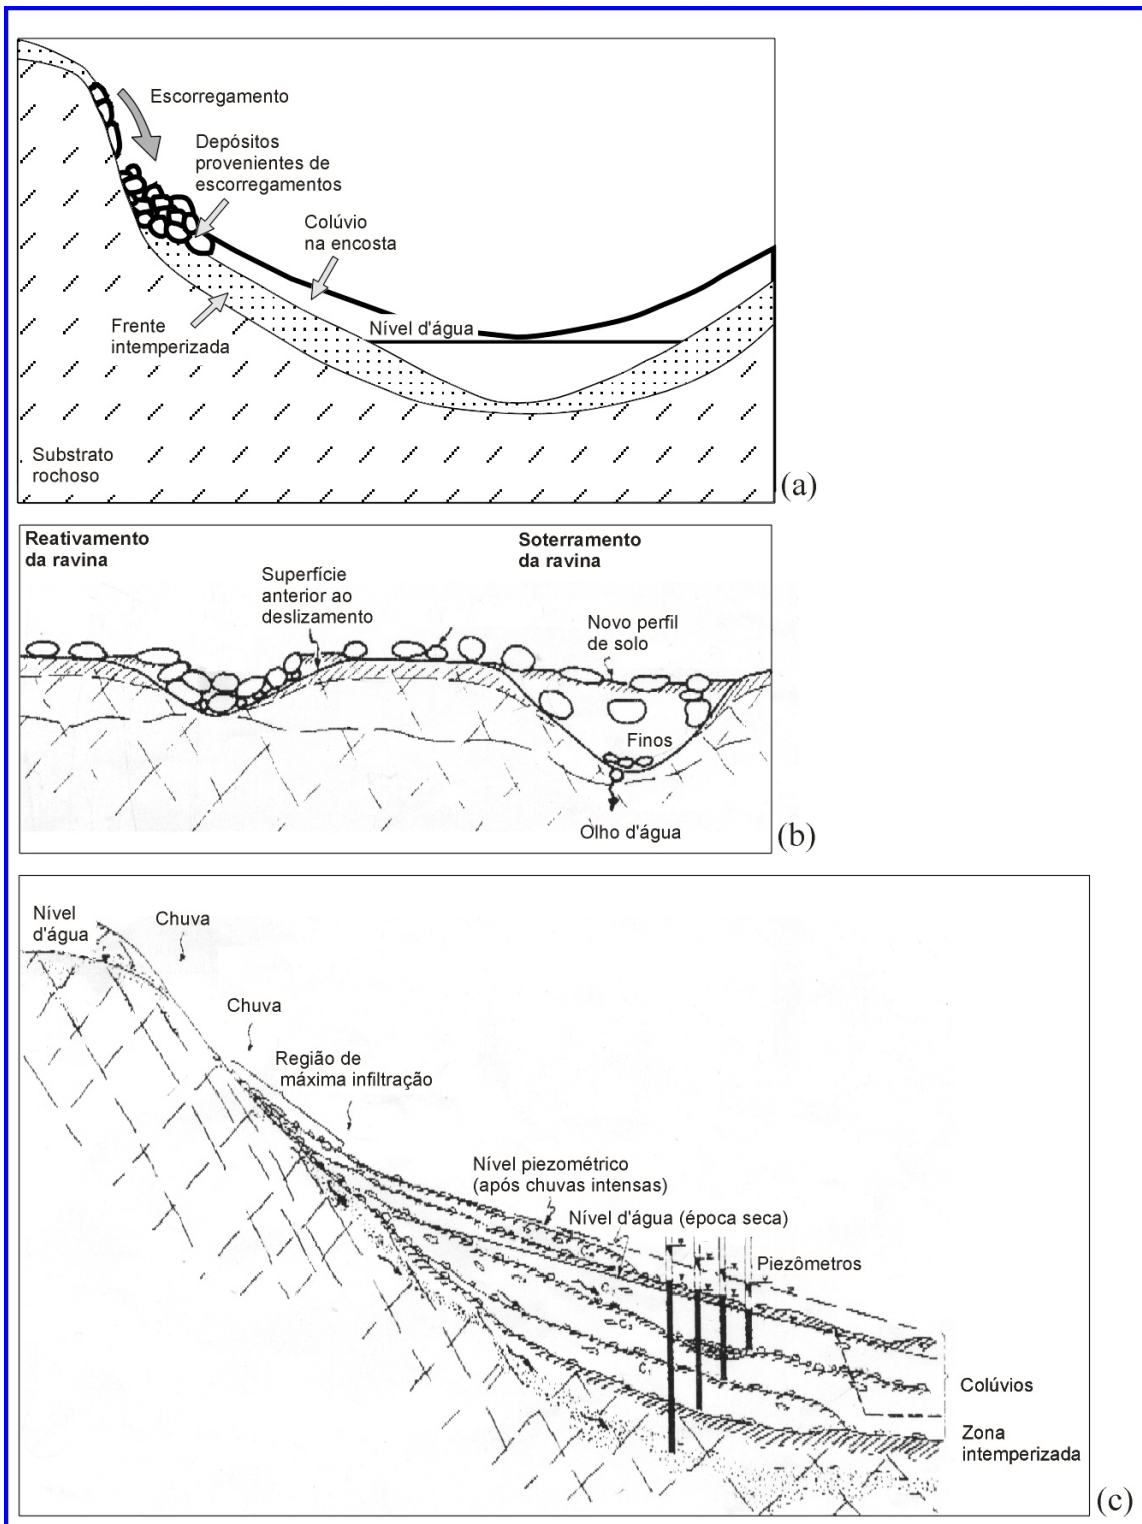 Escorregamento
Depósitos
provenientes de
escorregamentos
Colúvio
na encosta
Nível d'água
Frente
intemperizada
Substrato
rochoso
(a)
Reativamento
da ravina
Soterramento
da ravina
Superfície
anterior ao
deslizamento
Novo perfil
de solo
Finos
Olho d'água
(b)
Nível
d'água
Chuva
Chuva
Região de
máxima infiltração
Nível piezométrico
(após chuvas intensas)
Nível d'água (época seca)
Piezômetros
Colúvios
Zona
intemperizada
(c)